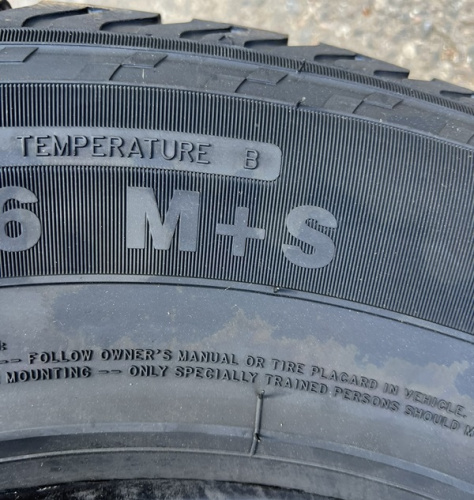 TEMPERATURE B
6 M+S
-- FOLLOW OWNER'S MANUAL OR TIRE PLACARD IN VEHICLE.
MOUNTING -- ONLY SPECIALLY TRAINED PERSONS SHOULD M